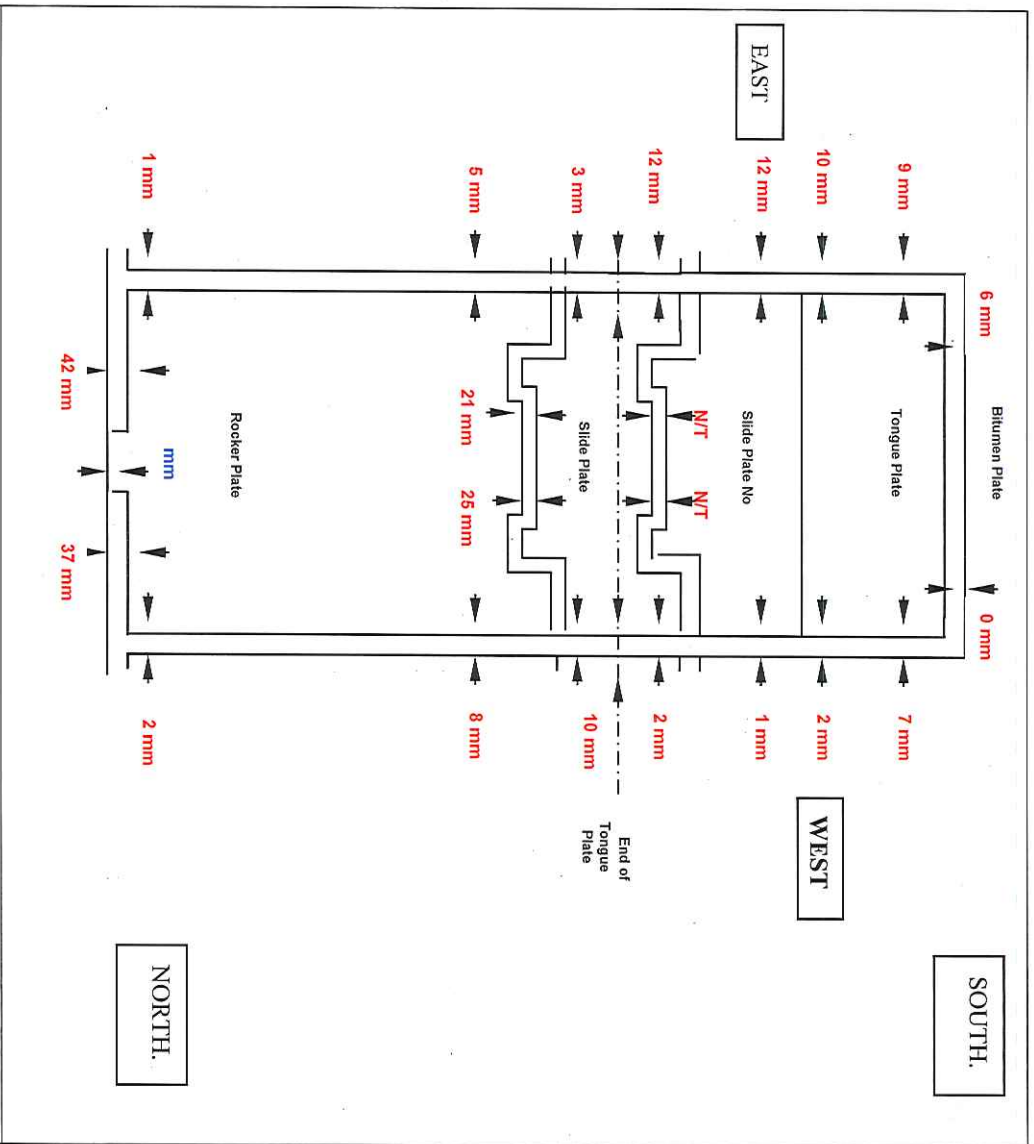 Bitumen Plate
6 mm
0 mm
SOUTH.
9 mm
Tongue Plate
7 mm
10 mm
2 mm
WEST
EAST
12 mm
Slide Plate No
1 mm
N/T
N/T
12 mm
2 mm
End of
Tongue
Plate
3 mm
Slide Plate
10 mm
5 mm
21 mm
25 mm
8 mm
Rocker Plate
mm
1 mm
2 mm
NORTH.
42 mm
37 mm